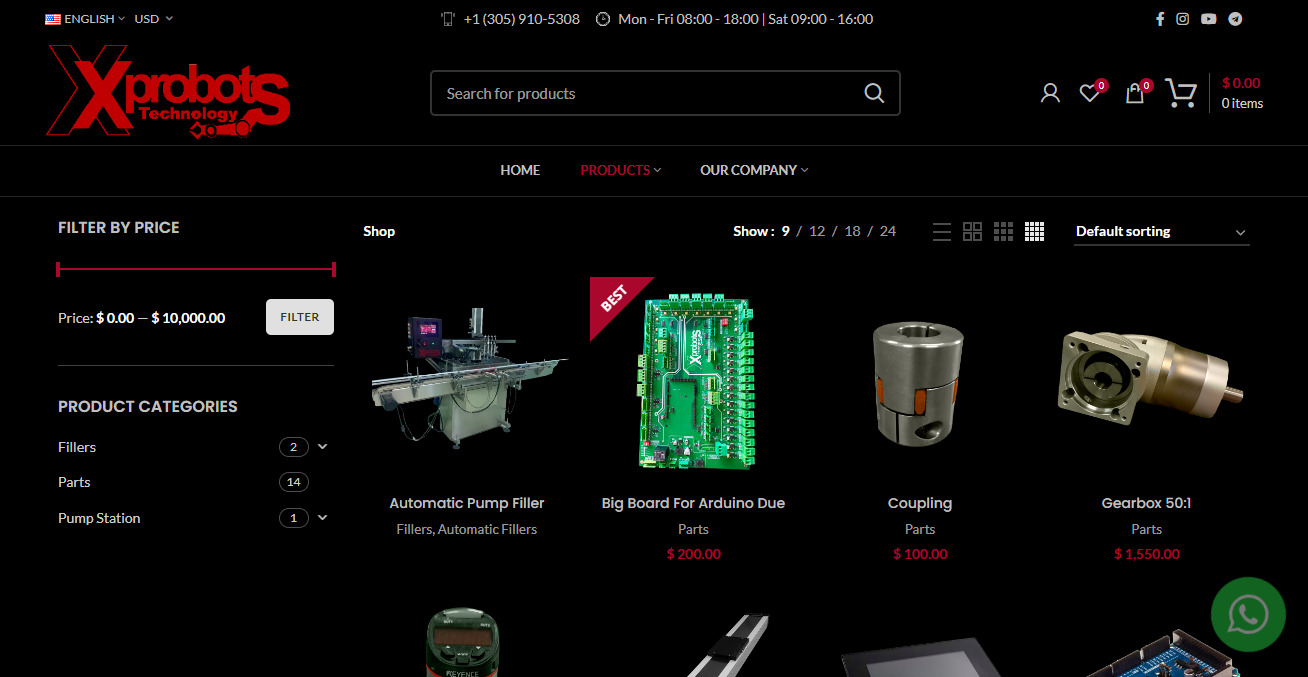 ENGLISH USD
+1 (305) 910-5308 Mon - Fri 08:00 - 18:00 | Sat 09:00 - 16:00
Xprobots
Technology
Search for products
0
0
$ 0.00
0 items
HOME PRODUCTS OUR COMPANY
FILTER BY PRICE
Price: $ 0.00 — $ 10,000.00
FILTER
PRODUCT CATEGORIES
Fillers 2
Parts 14
Pump Station 1
Shop
Show : 9 / 12 / 18 / 24
Default sorting
BEST
Xprobots
Automatic Pump Filler
Fillers, Automatic Fillers
Big Board For Arduino Due
Parts
$ 200.00
Coupling
Parts
$ 100.00
Gearbox 50:1
Parts
$ 1,550.00
KEYENCE